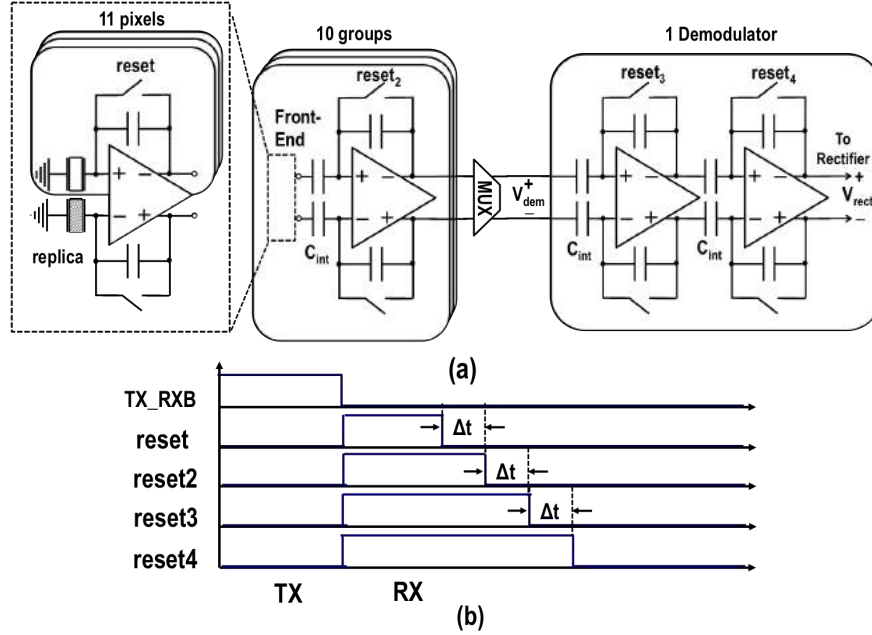 11 pixels
10 groups
1 Demodulator
reset
reset2
reset3
reset4
Front-
End
+ −
− +
+ −
− +
MUX
+
Vdem
−
+ −
− +
+ −
− +
To
Rectifier
+
Vrect
−
replica
Cint
Cint
Cint
(a)
TX_RXB
reset
Δt
reset2
Δt
reset3
Δt
reset4
TX
RX
(b)